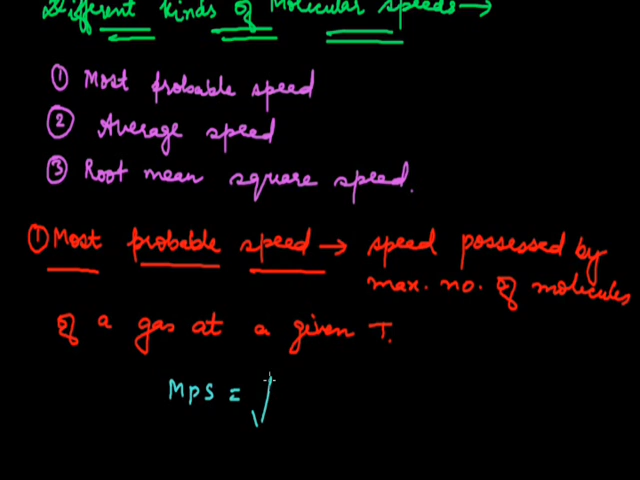 Different kinds of Molecular speeds →
① Most probable speed
② Average speed
③ Root mean square speed.
① Most probable speed → speed possessed by
max. no. of molecules
of a gas at a given T.
MPS = √